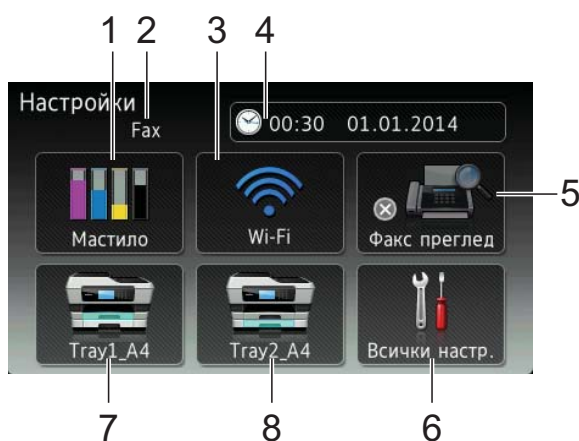 1 2 3 4
Настройки
Fax
00:30 01.01.2014
5
Мастило Wi-Fi Факс преглед
Tray1_A4 Tray2_A4 Всички настр.
7 8 6